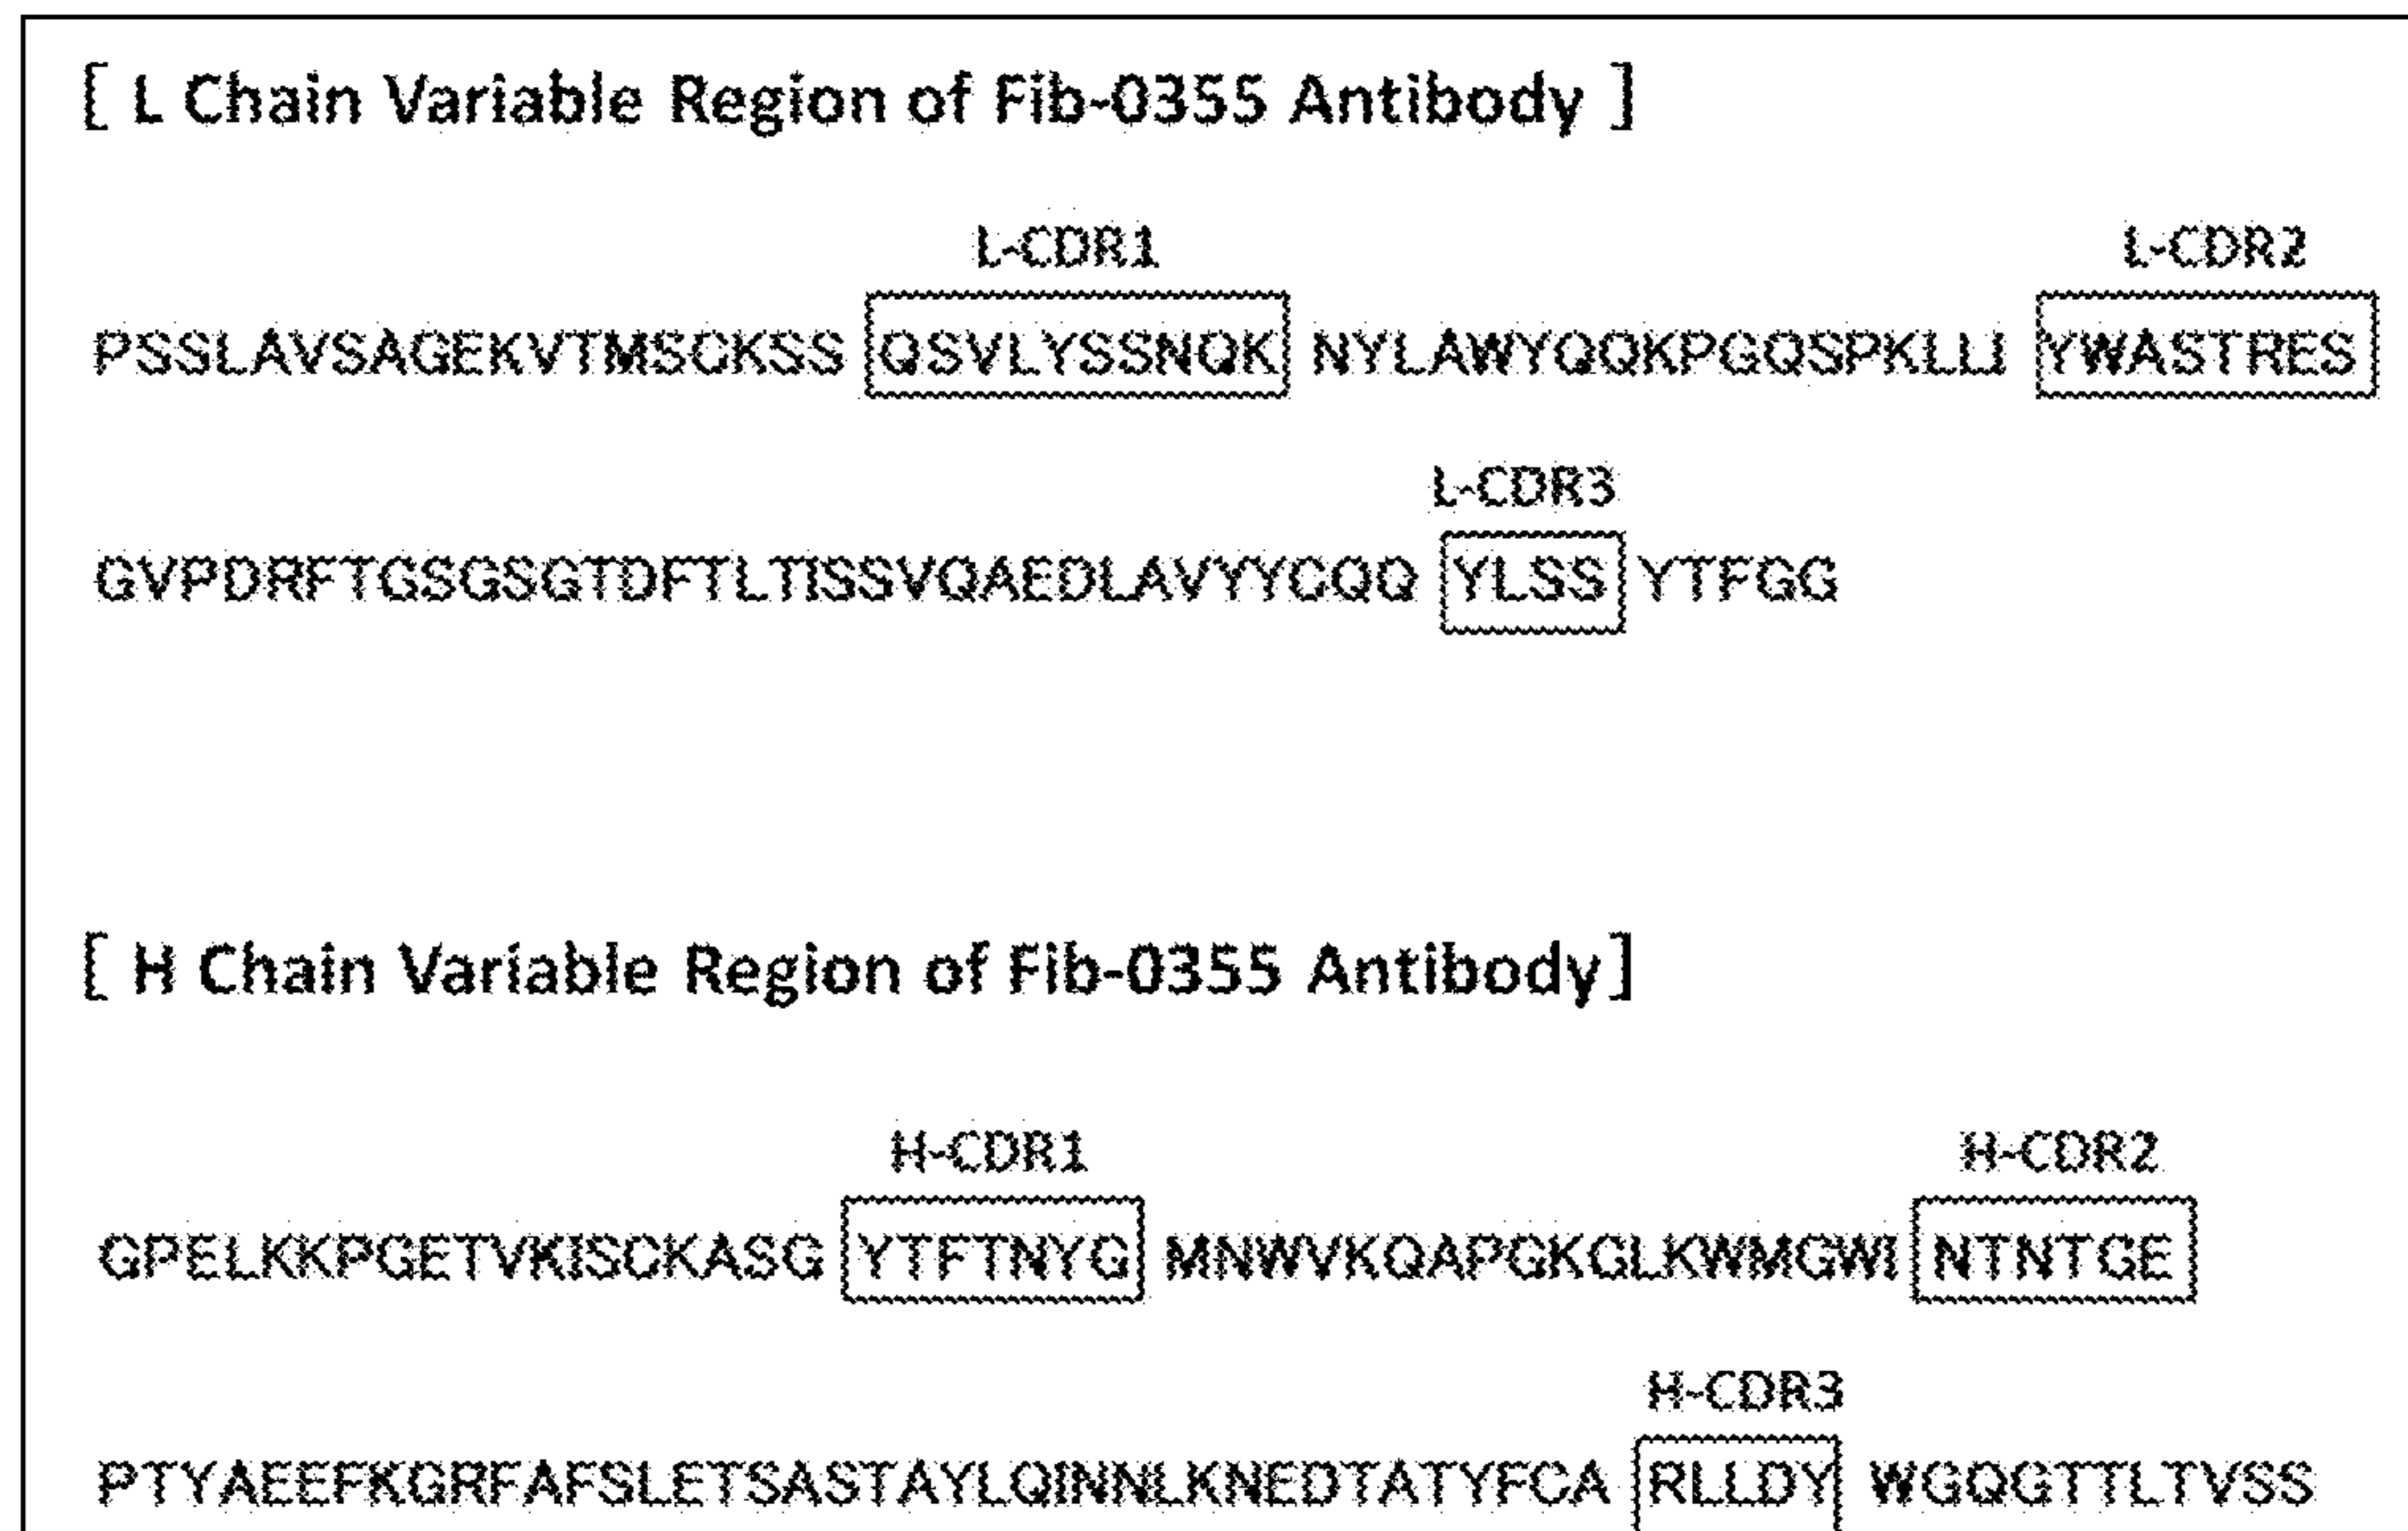 [ L Chain Variable Region of Fib-0355 Antibody ]
L-CDR1 L-CDR2
PSSLAVSAGEKVTMSCKSS QSVLYSSNQK NYLAWYQQKPGQSPKLLI YWASTRES
L-CDR3
GVPDRFTGSGSGTDFTLTISSVQAEDLAVYYCQQ YLSS YTFGG
[ H Chain Variable Region of Fib-0355 Antibody]
H-CDR1 H-CDR2
GPELKKPGETVKISCKASG YTFTNYG MNWVKQAPGKGLKWMGWI NTNTGE
H-CDR3
PTYAEEFKGRFAFSLETSASTAYLQINNLKNEDTATYFCA RLLDY WGQGTTLTVSS